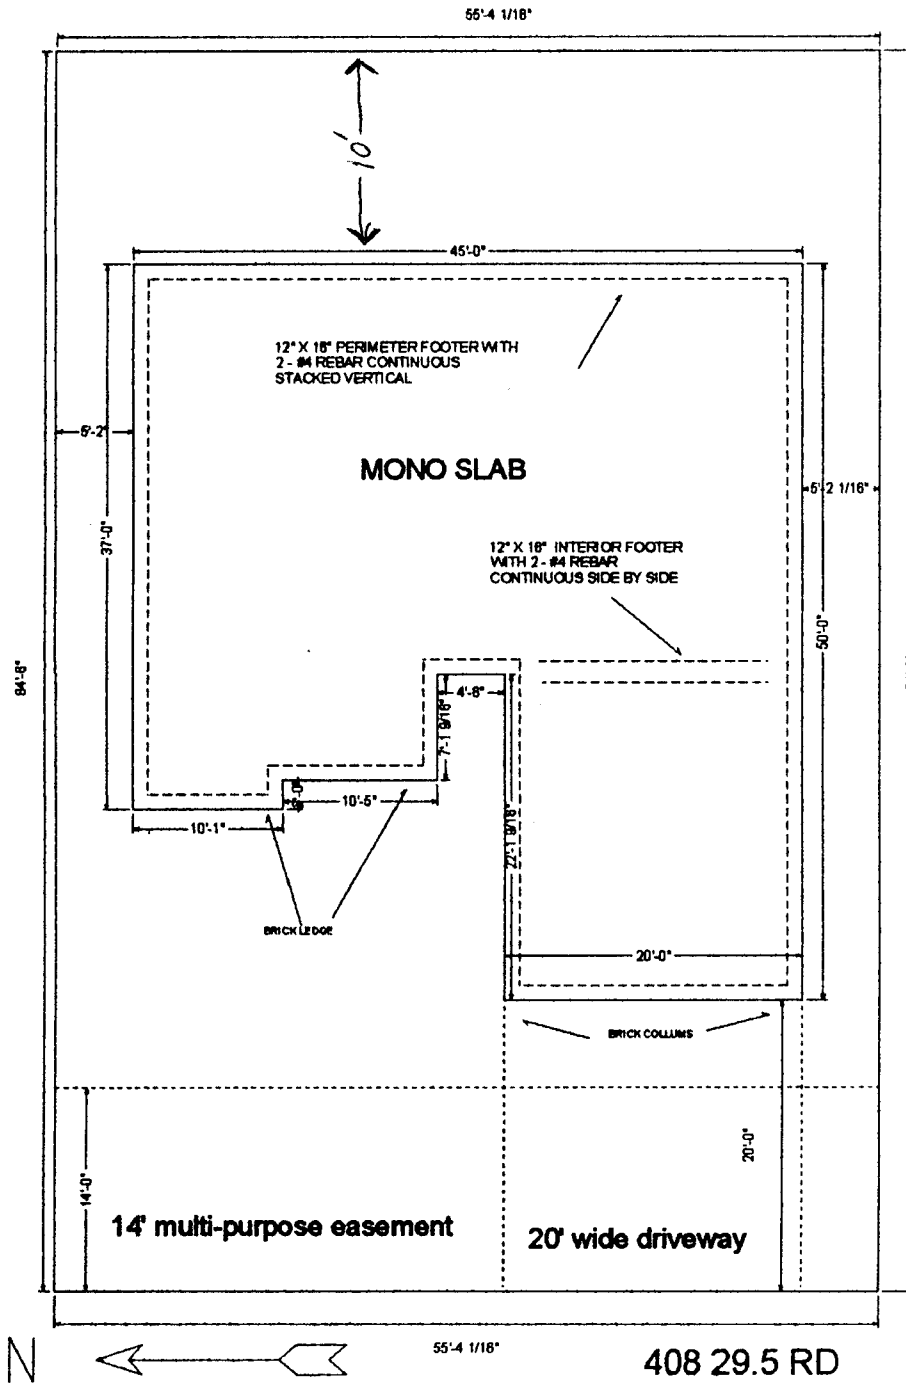 55'-4 1/16"
10'
45'-0"
12" X 18" PERIMETER FOOTER WITH
2 - #4 REBAR CONTINUOUS
STACKED VERTICAL
5'-2"
MONO SLAB
5'-2 1/16"
37'-0"
12" X 18" INTERIOR FOOTER
WITH 2 - #4 REBAR
CONTINUOUS SIDE BY SIDE
50'-0"
84'-6"
4'-6"
7'-1 9/16"
10'-5"
10'-1"
22'-1 9/16"
BRICK LEDGE
20'-0"
BRICK COLLUMS
20'-0"
14'-0"
14' multi-purpose easement
20' wide driveway
N
55'-4 1/16"
408 29.5 RD